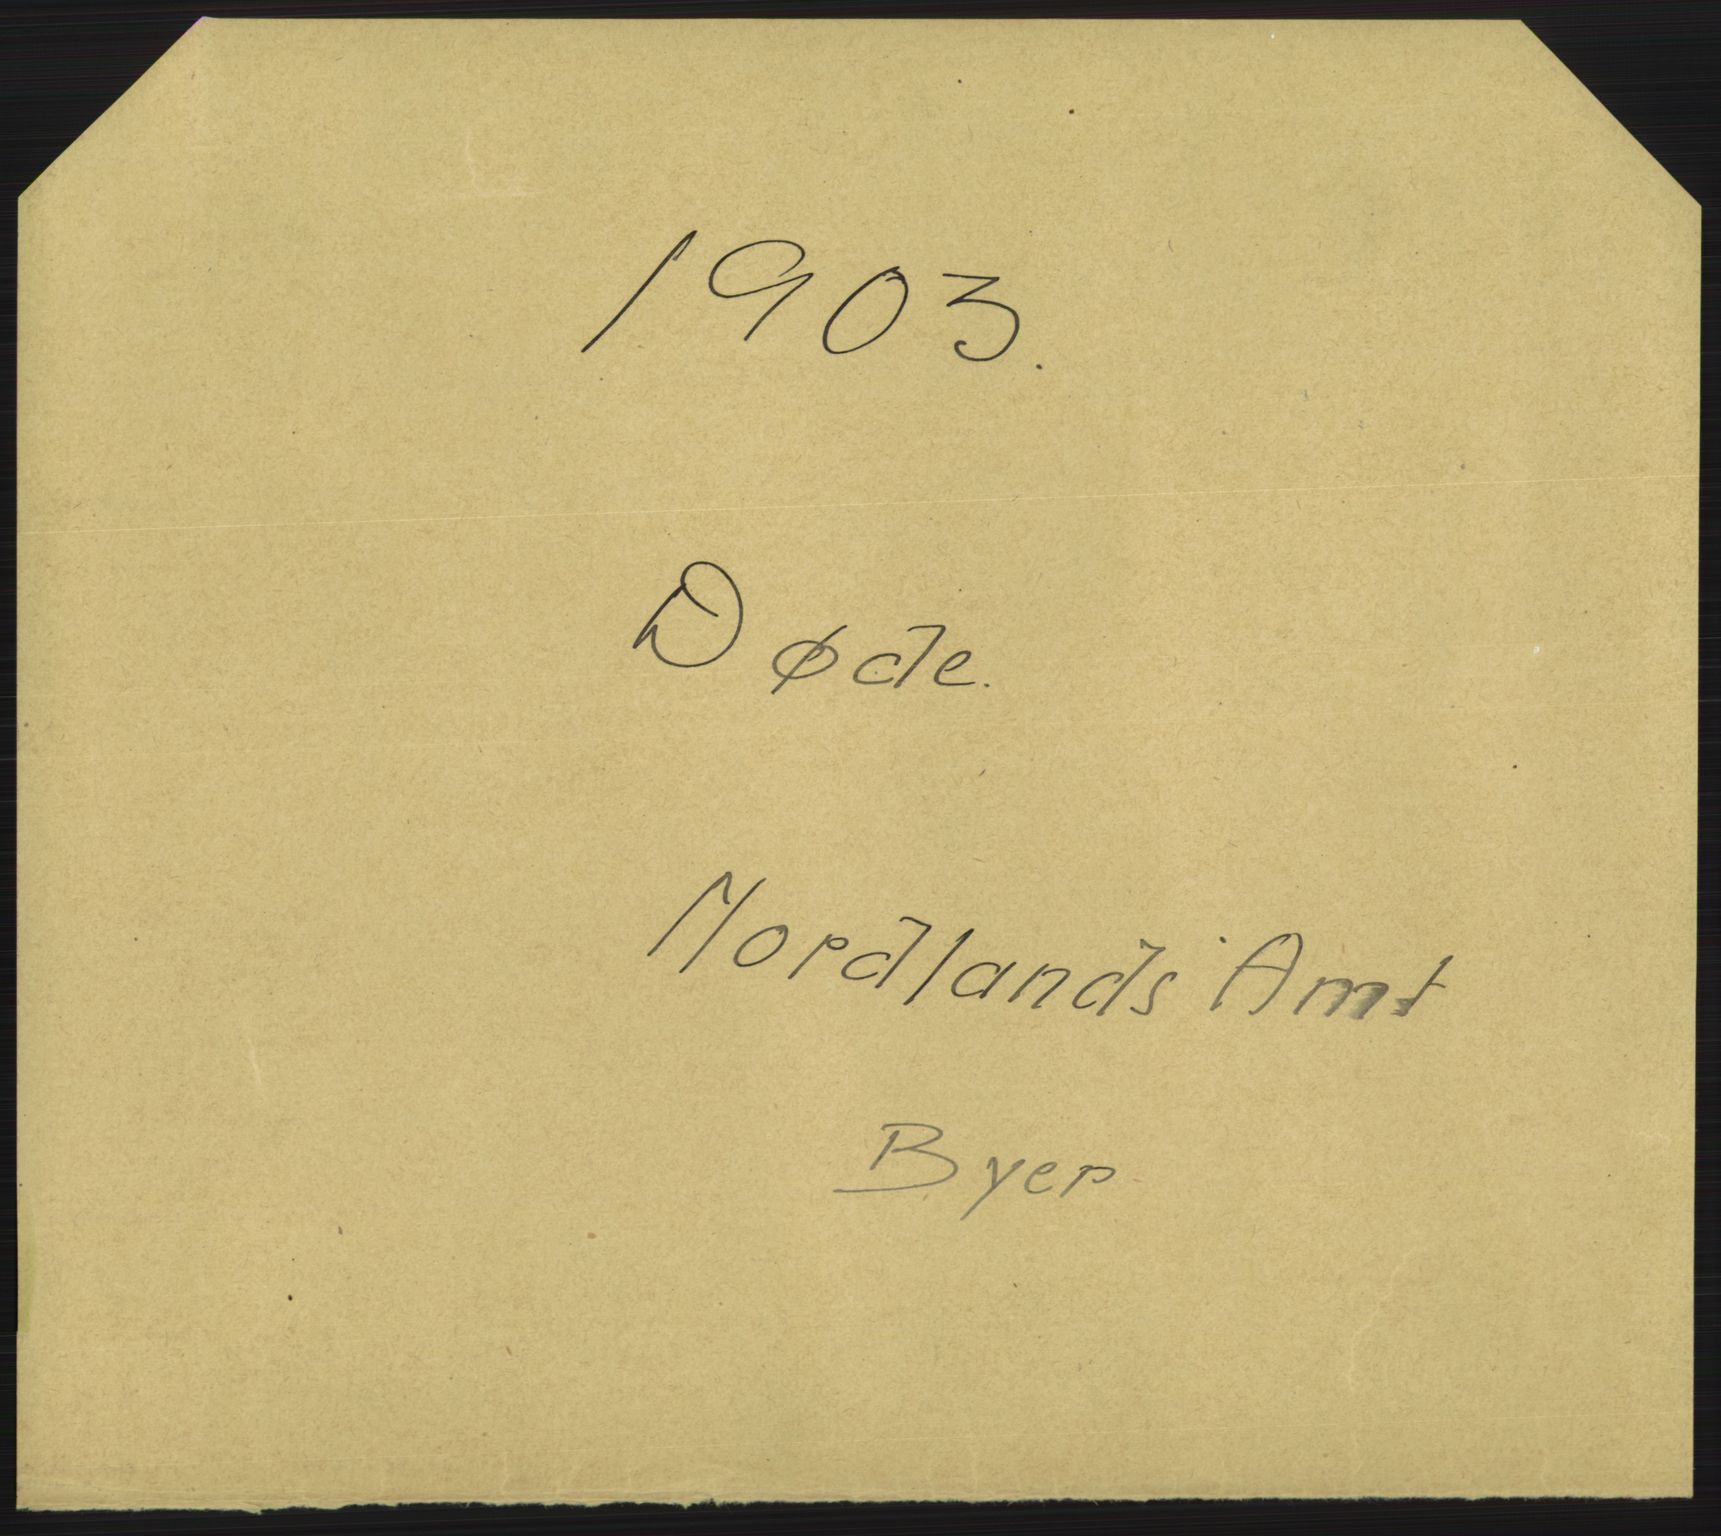 1903.
Døde.
Nordlands Amt
Byer